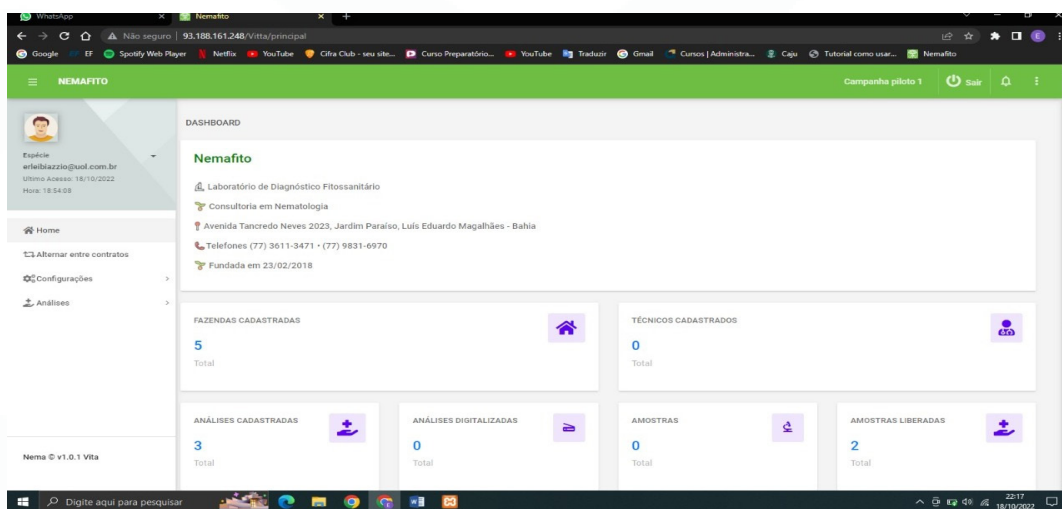 WhatsApp
Nemafito
Não seguro | 93.188.161.248/Vitta/principal
Google
EF
Spotify Web Player
Netflix
YouTube
Cifra Club - seu site...
Curso Preparatório...
YouTube
Traduzir
Gmail
Cursos | Administra...
Caju
Tutorial como usar...
Nemafito
NEMAFITO
Campanha piloto 1
Sair
Espécie
erleibiazzio@uol.com.br
Ultimo Acesso: 18/10/2022
Hora: 18:54:08
Home
Alternar entre contratos
Configurações
Análises
Nema © v1.0.1 Vita
DASHBOARD
Nemafito
Laboratório de Diagnóstico Fitossanitário
Consultoria em Nematologia
Avenida Tancredo Neves 2023, Jardim Paraíso, Luís Eduardo Magalhães - Bahia
Telefones (77) 3611-3471 • (77) 9831-6970
Fundada em 23/02/2018
FAZENDAS CADASTRADAS
5
Total
TÉCNICOS CADASTRADOS
0
Total
ANÁLISES CADASTRADAS
3
Total
ANÁLISES DIGITALIZADAS
0
Total
AMOSTRAS
0
Total
AMOSTRAS LIBERADAS
2
Total
Digite aqui para pesquisar
22:17
18/10/2022